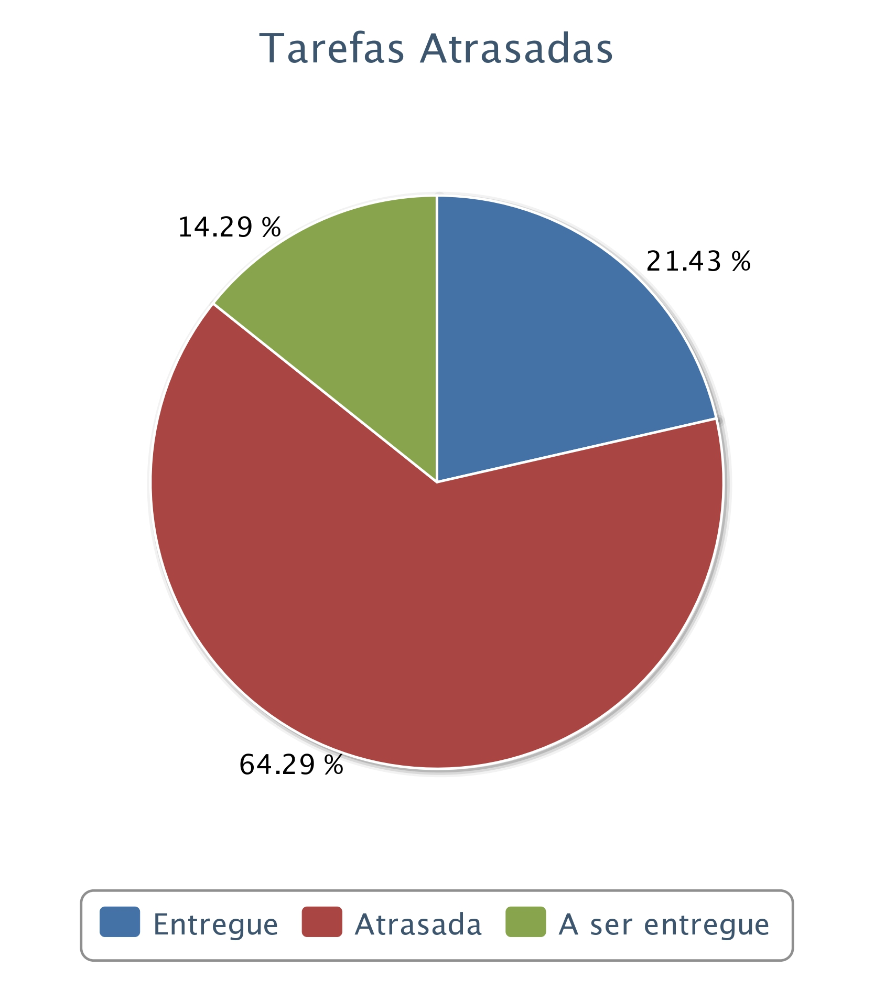 Tarefas Atrasadas
14.29 %
21.43 %
64.29 %
Entregue Atrasada A ser entregue